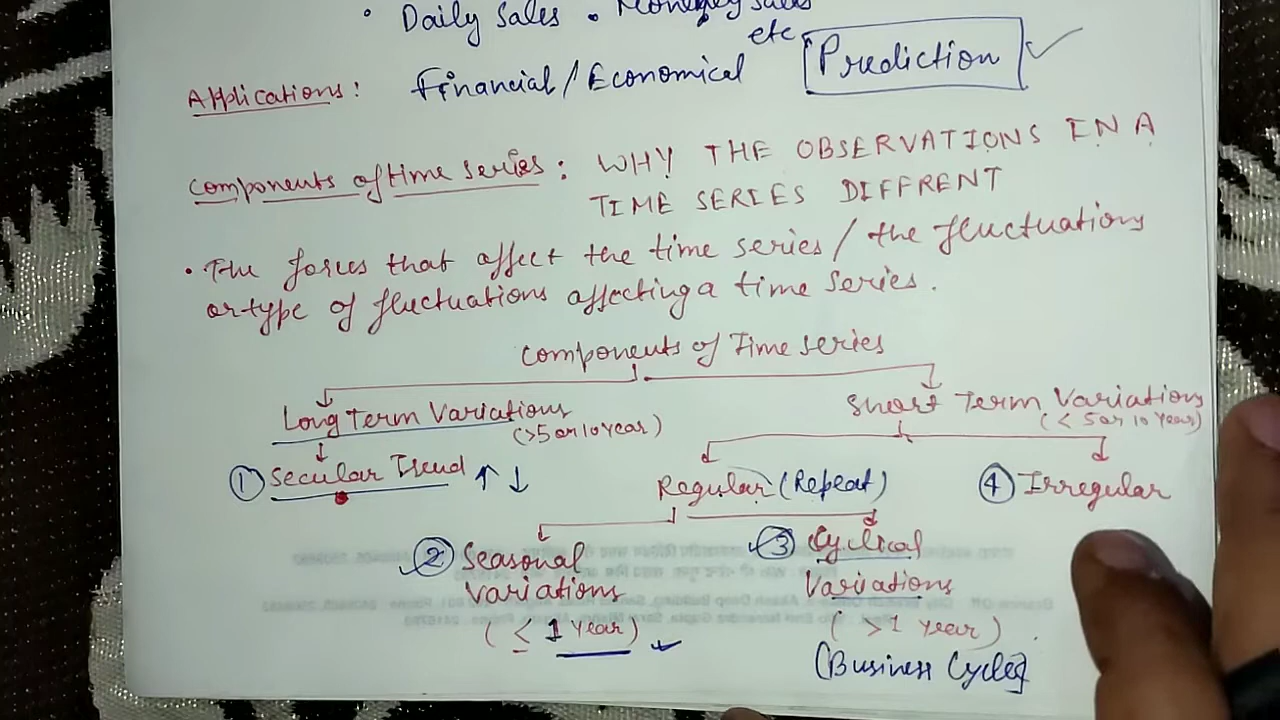 • Daily Sales • Sales
etc
Applications: Financial/Economical Prediction
Components of time series: WHY THE OBSERVATIONS IN A
TIME SERIES DIFFRENT
• The forces that affect the time series/the fluctuations
or type of fluctuations affecting a time series.
Components of Time series
Long Term Variations
(>5 or 10 year)
Short Term Variations
(< 5 or 10 Years)
① Secular Trend ↑ ↓
Regular (Repeat)
④ Irregular
② Seasonal
Variations
(≤ 1 Year)
③ Cyclical
Variations
(>1 year)
(Business Cycles)